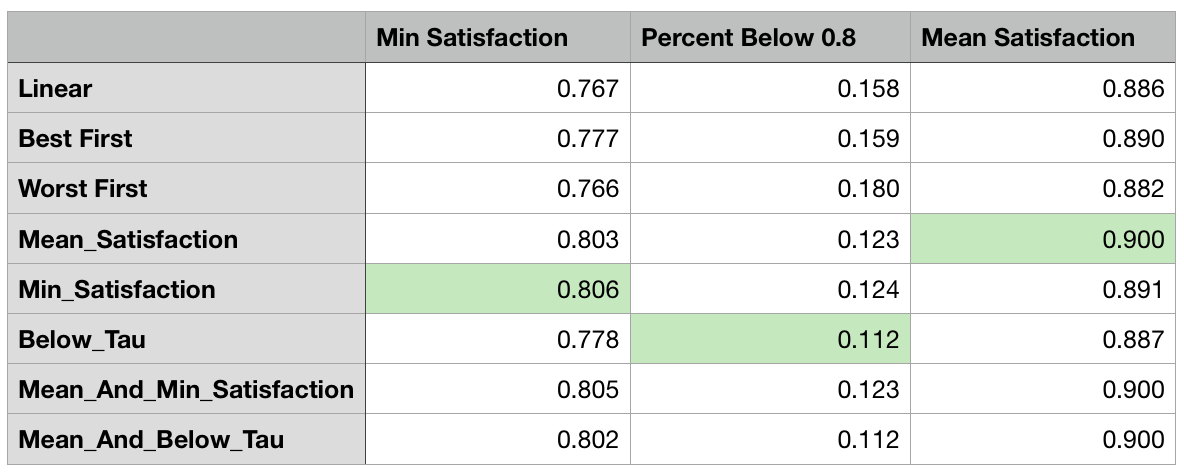 Min Satisfaction Percent Below 0.8 Mean Satisfaction
Linear 0.767 0.158 0.886
Best First 0.777 0.159 0.890
Worst First 0.766 0.180 0.882
Mean_Satisfaction 0.803 0.123 0.900
Min_Satisfaction 0.806 0.124 0.891
Below_Tau 0.778 0.112 0.887
Mean_And_Min_Satisfaction 0.805 0.123 0.900
Mean_And_Below_Tau 0.802 0.112 0.900